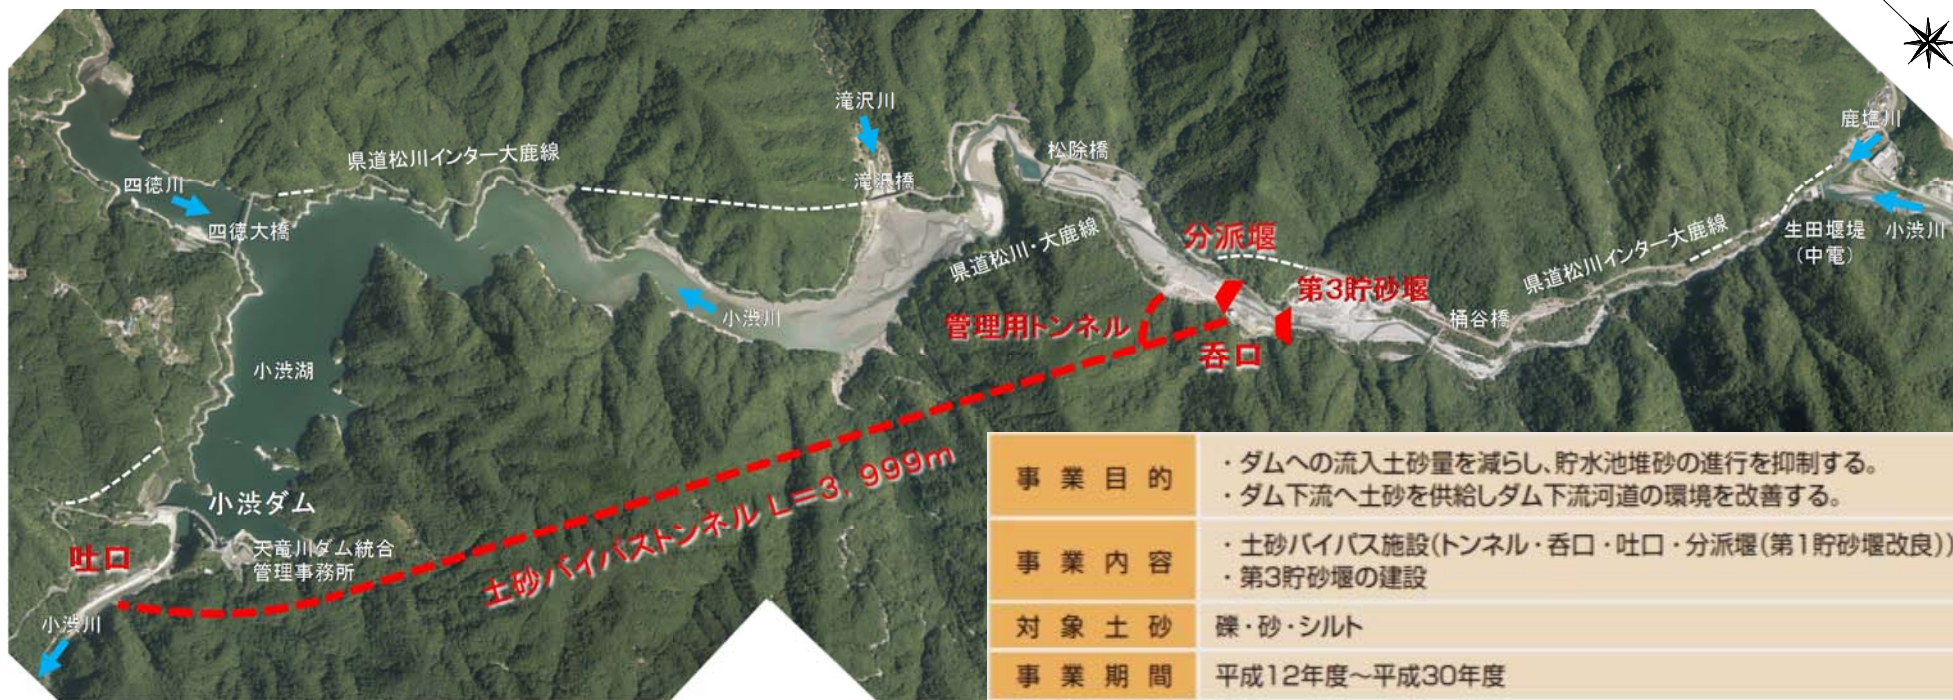 滝沢川
鹿塩川
県道松川インター大鹿線
松除橋
滝沢橋
四徳川
四徳大橋
分派堰
県道松川・大鹿線
県道松川インター大鹿線
生田堰堤
(中電)
小渋川
第3貯砂堰
小渋川
管理用トンネル
桶谷橋
呑口
小渋湖
土砂バイパストンネル L=3,999m
小渋ダム
吐口
天竜川ダム統合
管理事務所
小渋川
事業目的
・ダムへの流入土砂量を減らし、貯水池堆砂の進行を抑制する。
・ダム下流へ土砂を供給しダム下流河道の環境を改善する。
事業内容
・土砂バイパス施設(トンネル・呑口・吐口・分派堰(第1貯砂堰改良))
・第3貯砂堰の建設
対象土砂
礫・砂・シルト
事業期間
平成12年度~平成30年度